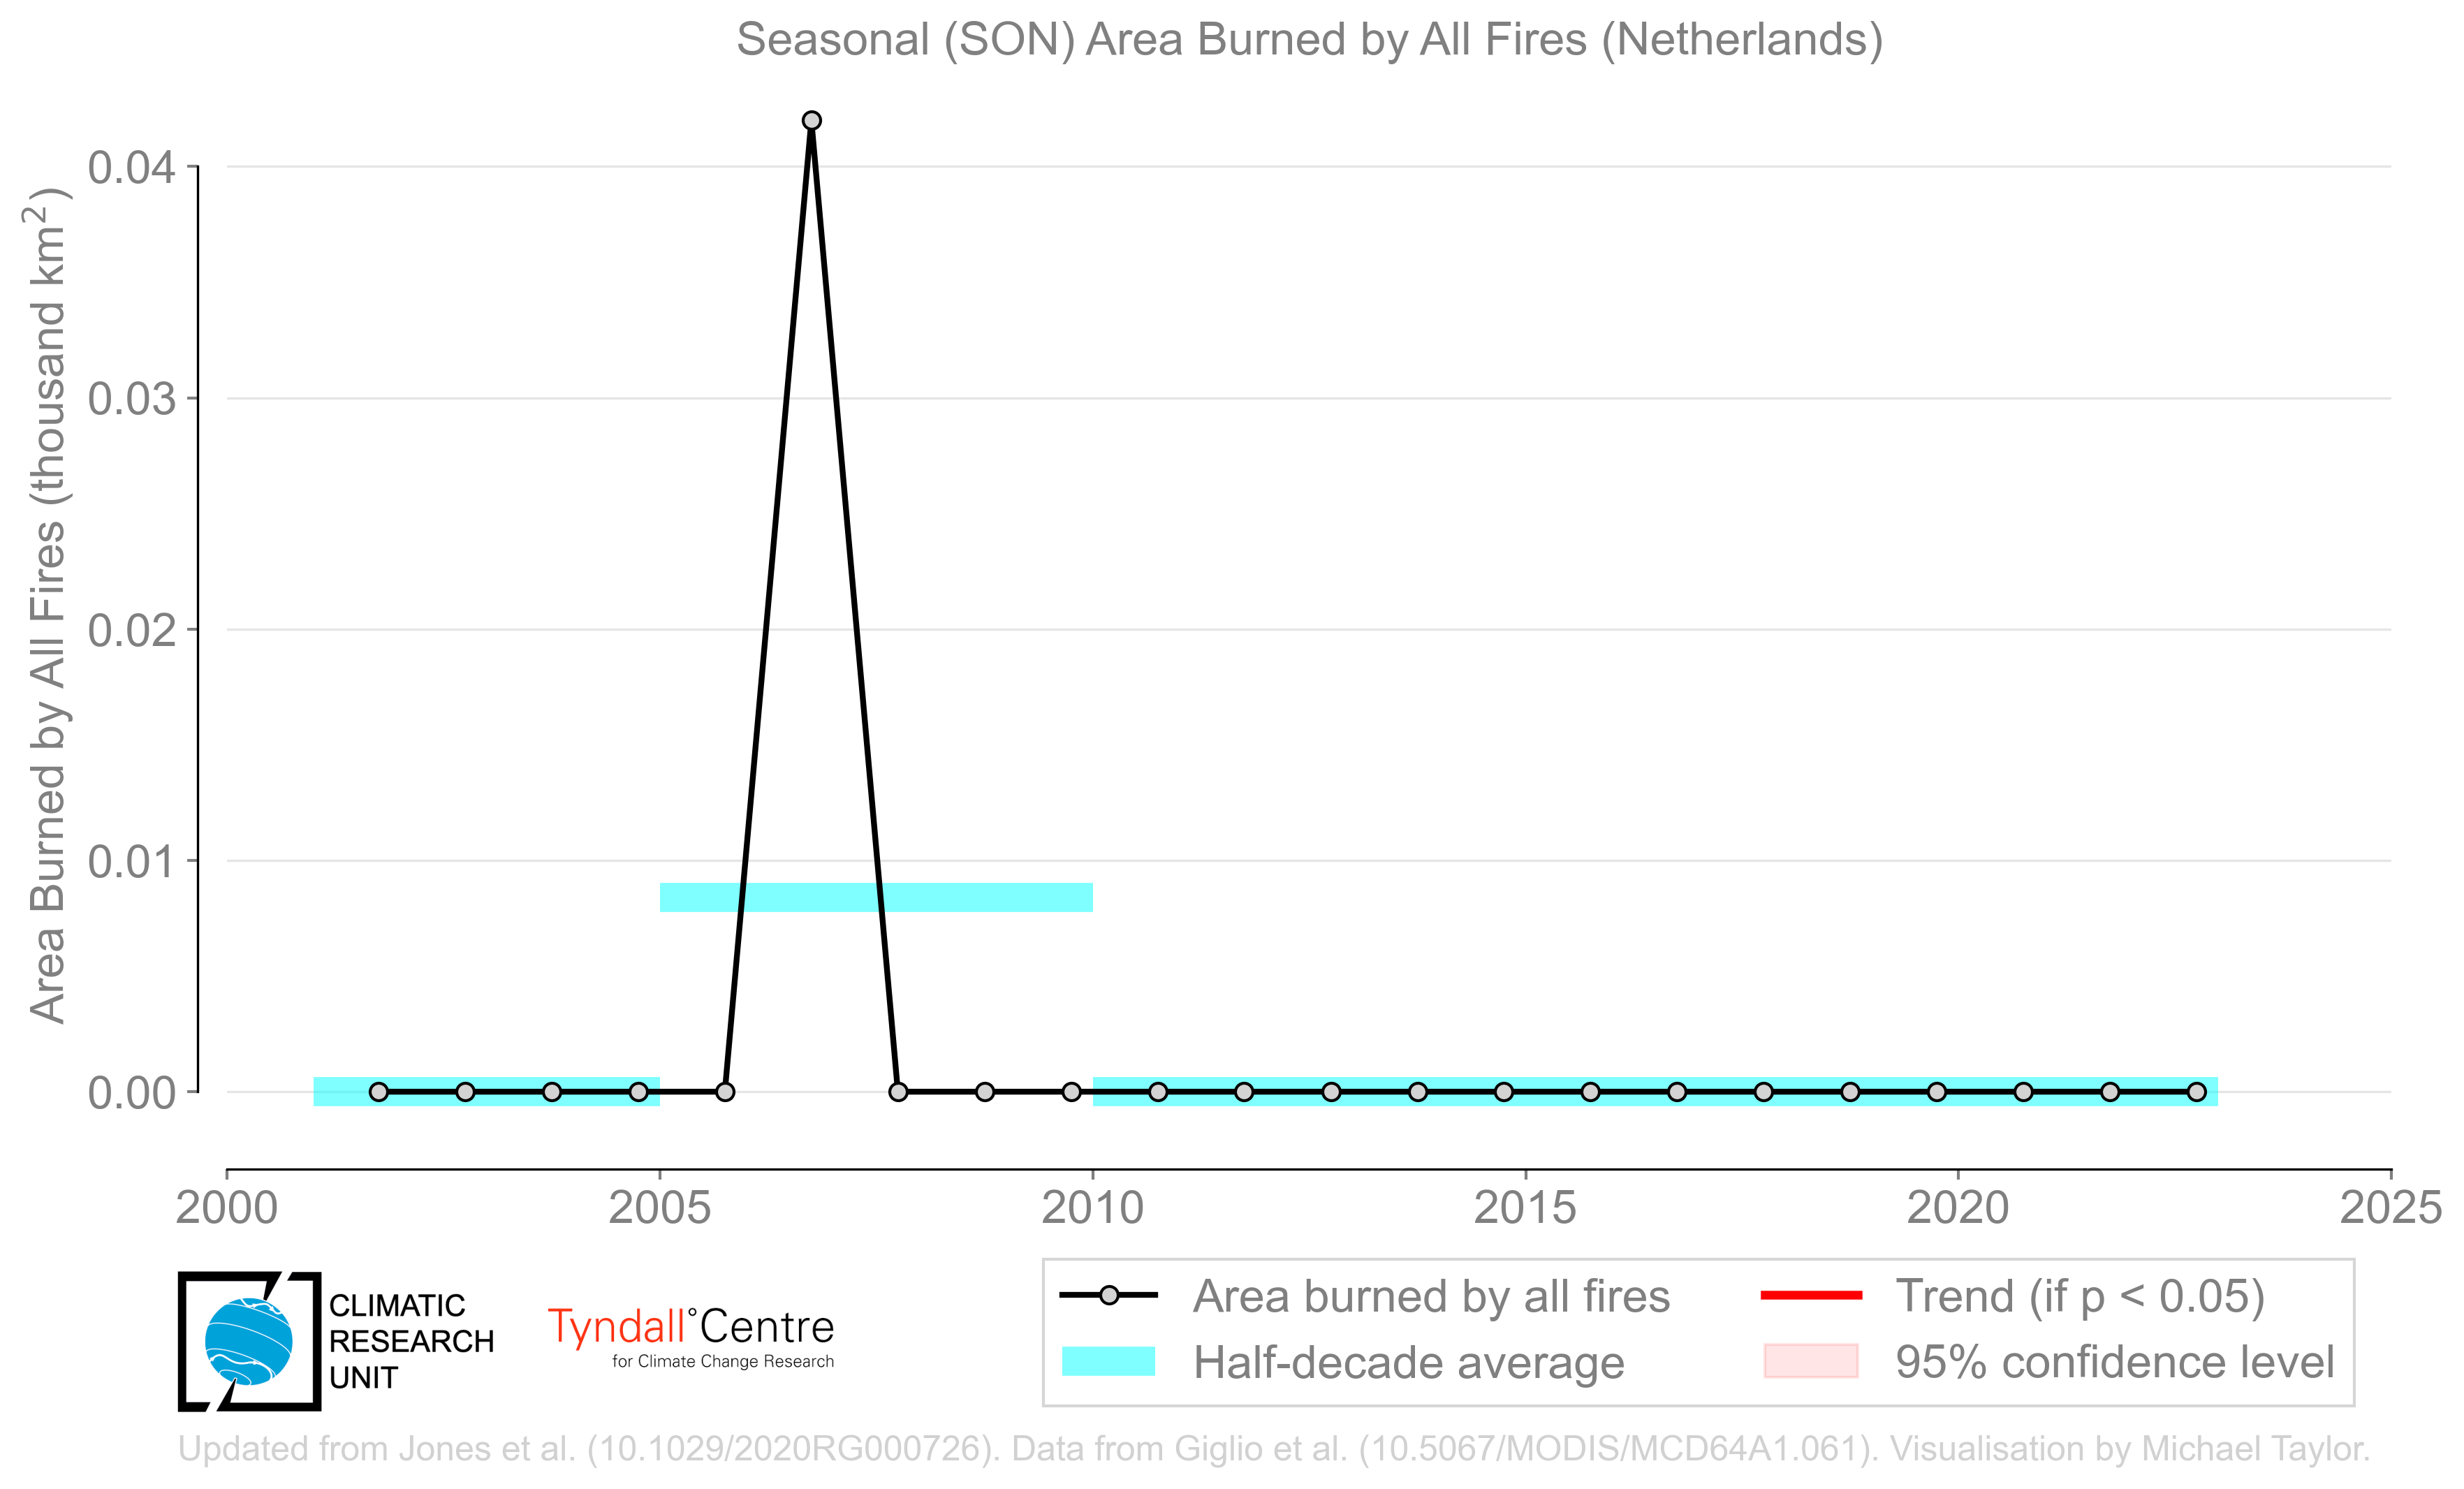 Seasonal (SON) Area Burned by All Fires (Netherlands)
Area Burned by All Fires (thousand km²)
0.04
0.03
0.02
0.01
0.00
2000
2005
2010
2015
2020
2025
CLIMATIC
RESEARCH
UNIT
Tyndall°Centre
for Climate Change Research
Area burned by all fires
Half-decade average
Trend (if p < 0.05)
95% confidence level
Updated from Jones et al. (10.1029/2020RG000726). Data from Giglio et al. (10.5067/MODIS/MCD64A1.061). Visualisation by Michael Taylor.